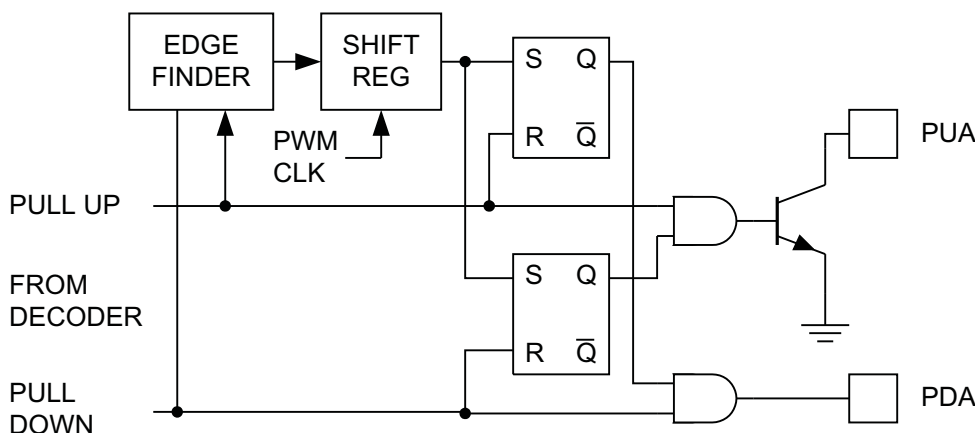 EDGE
FINDER
SHIFT
REG
S Q
R Q̅
PWM
CLK
PUA
PULL UP
FROM
DECODER
S Q
R Q̅
PULL
DOWN
PDA